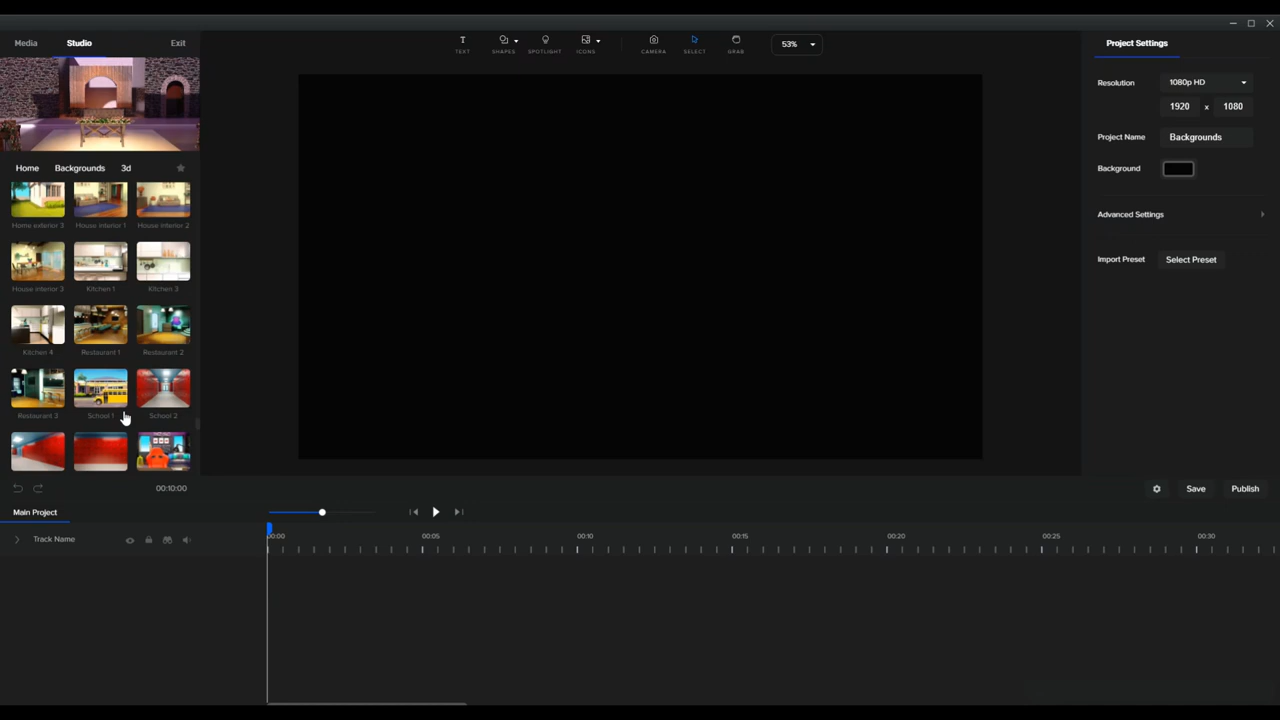 Media Studio Exit
TEXT SHAPES SPOTLIGHT ICONS CAMERA SELECT GRAB 53%
Project Settings
Resolution 1080p HD
1920 x 1080
Project Name Backgrounds
Background
Advanced Settings
Import Preset Select Preset
Home Backgrounds 3d
Home exterior 3 House interior 1 House interior 2
House interior 3 Kitchen 1 Kitchen 3
Kitchen 4 Restaurant 1 Restaurant 2
Restaurant 3 School 1 School 2
00:10:00
Save Publish
Main Project
Track Name
00:00 00:05 00:10 00:15 00:20 00:25 00:30